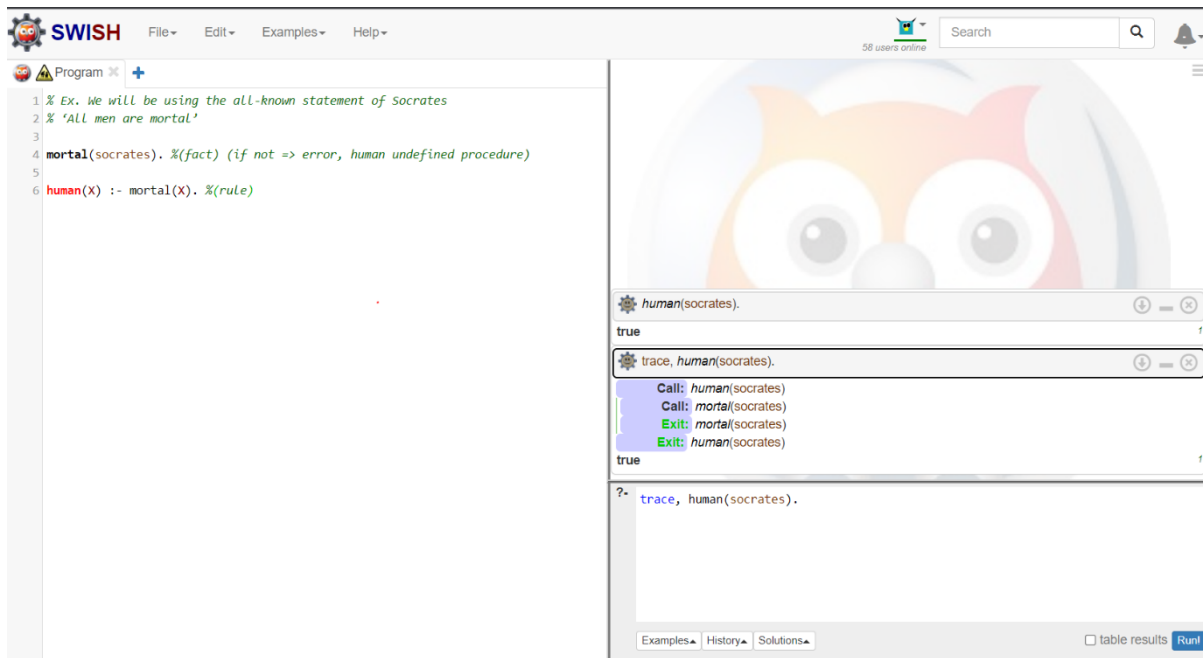 SWISH File Edit Examples Help 58 users online Search
Program
1 % Ex. We will be using the all-known statement of Socrates
2 % ‘All men are mortal’
3
4 mortal(socrates). %(fact) (if not => error, human undefined procedure)
5
6 human(X) :- mortal(X). %(rule)
human(socrates).
true
trace, human(socrates).
Call: human(socrates)
Call: mortal(socrates)
Exit: mortal(socrates)
Exit: human(socrates)
true
?- trace, human(socrates).
Examples History Solutions table results Run!